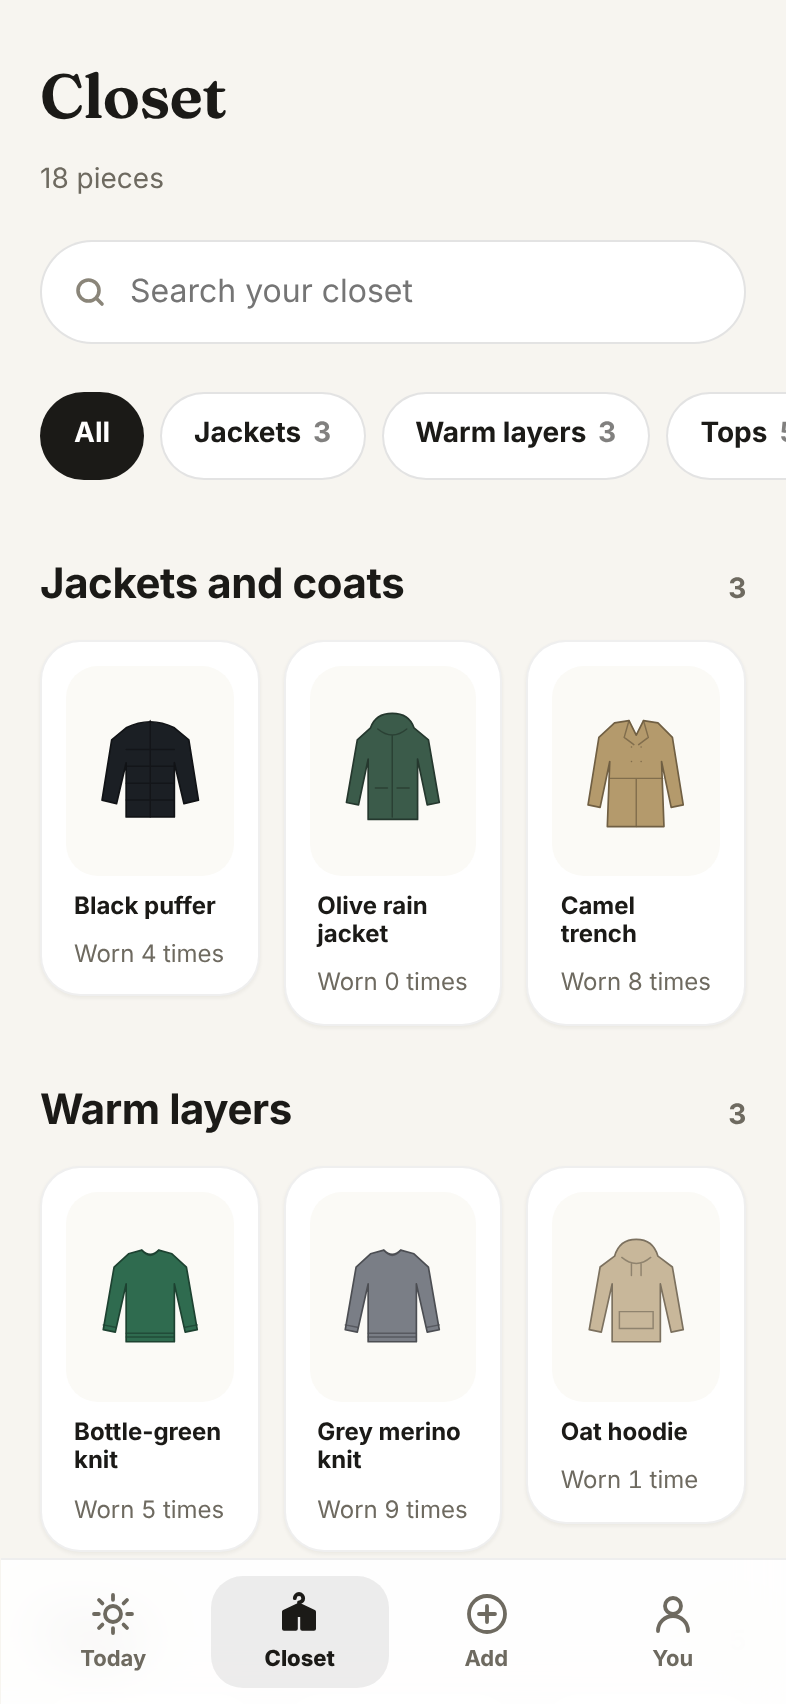 Closet
18 pieces
Search your closet
All
Jackets 3
Warm layers 3
Tops
Jackets and coats
3
Black puffer
Worn 4 times
Olive rain
jacket
Worn 0 times
Camel
trench
Worn 8 times
Warm layers
3
Bottle-green
knit
Worn 5 times
Grey merino
knit
Worn 9 times
Oat hoodie
Worn 1 time
Today
Closet
Add
You